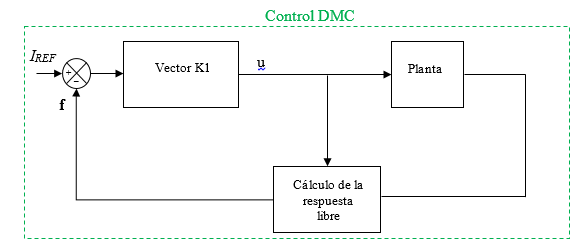 Control DMC
IREF
+
−
Vector K1
u
Planta
f
Cálculo de la
respuesta
libre